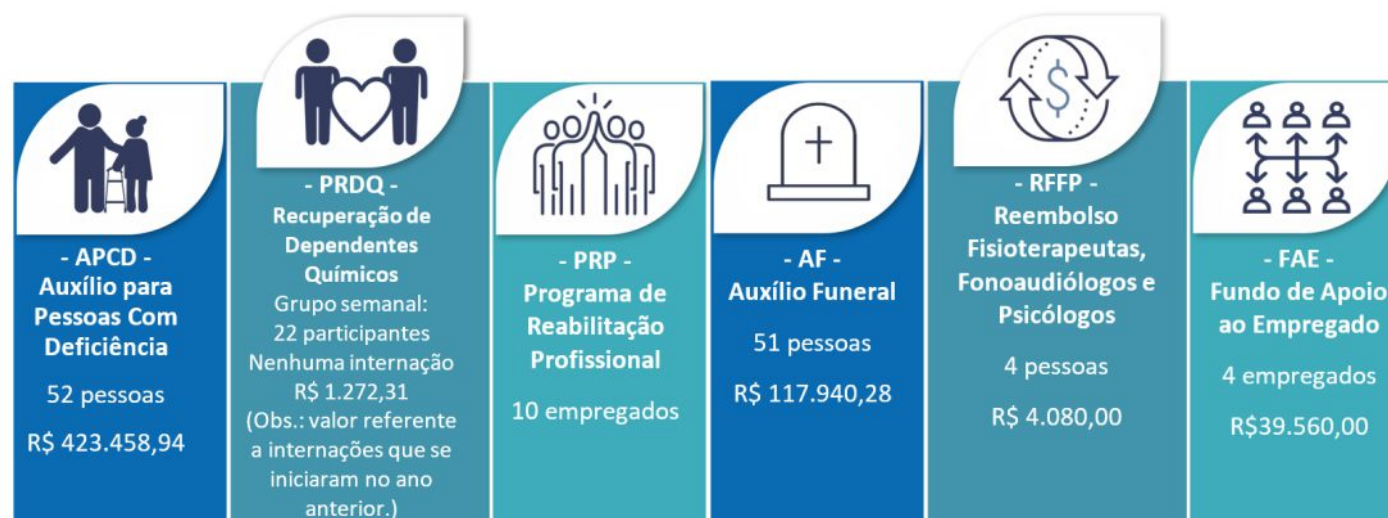 - APCD -
Auxílio para
Pessoas Com
Deficiência
52 pessoas
R$ 423.458,94
- PRDQ -
Recuperação de
Dependentes
Químicos
Grupo semanal:
22 participantes
Nenhuma internação
R$ 1.272,31
(Obs.: valor referente
a internações que se
iniciaram no ano
anterior.)
- PRP -
Programa de
Reabilitação
Profissional
10 empregados
- AF -
Auxílio Funeral
51 pessoas
R$ 117.940,28
- RFFP -
Reembolso
Fisioterapeutas,
Fonoaudiólogos e
Psicólogos
4 pessoas
R$ 4.080,00
- FAE -
Fundo de Apoio
ao Empregado
4 empregados
R$39.560,00